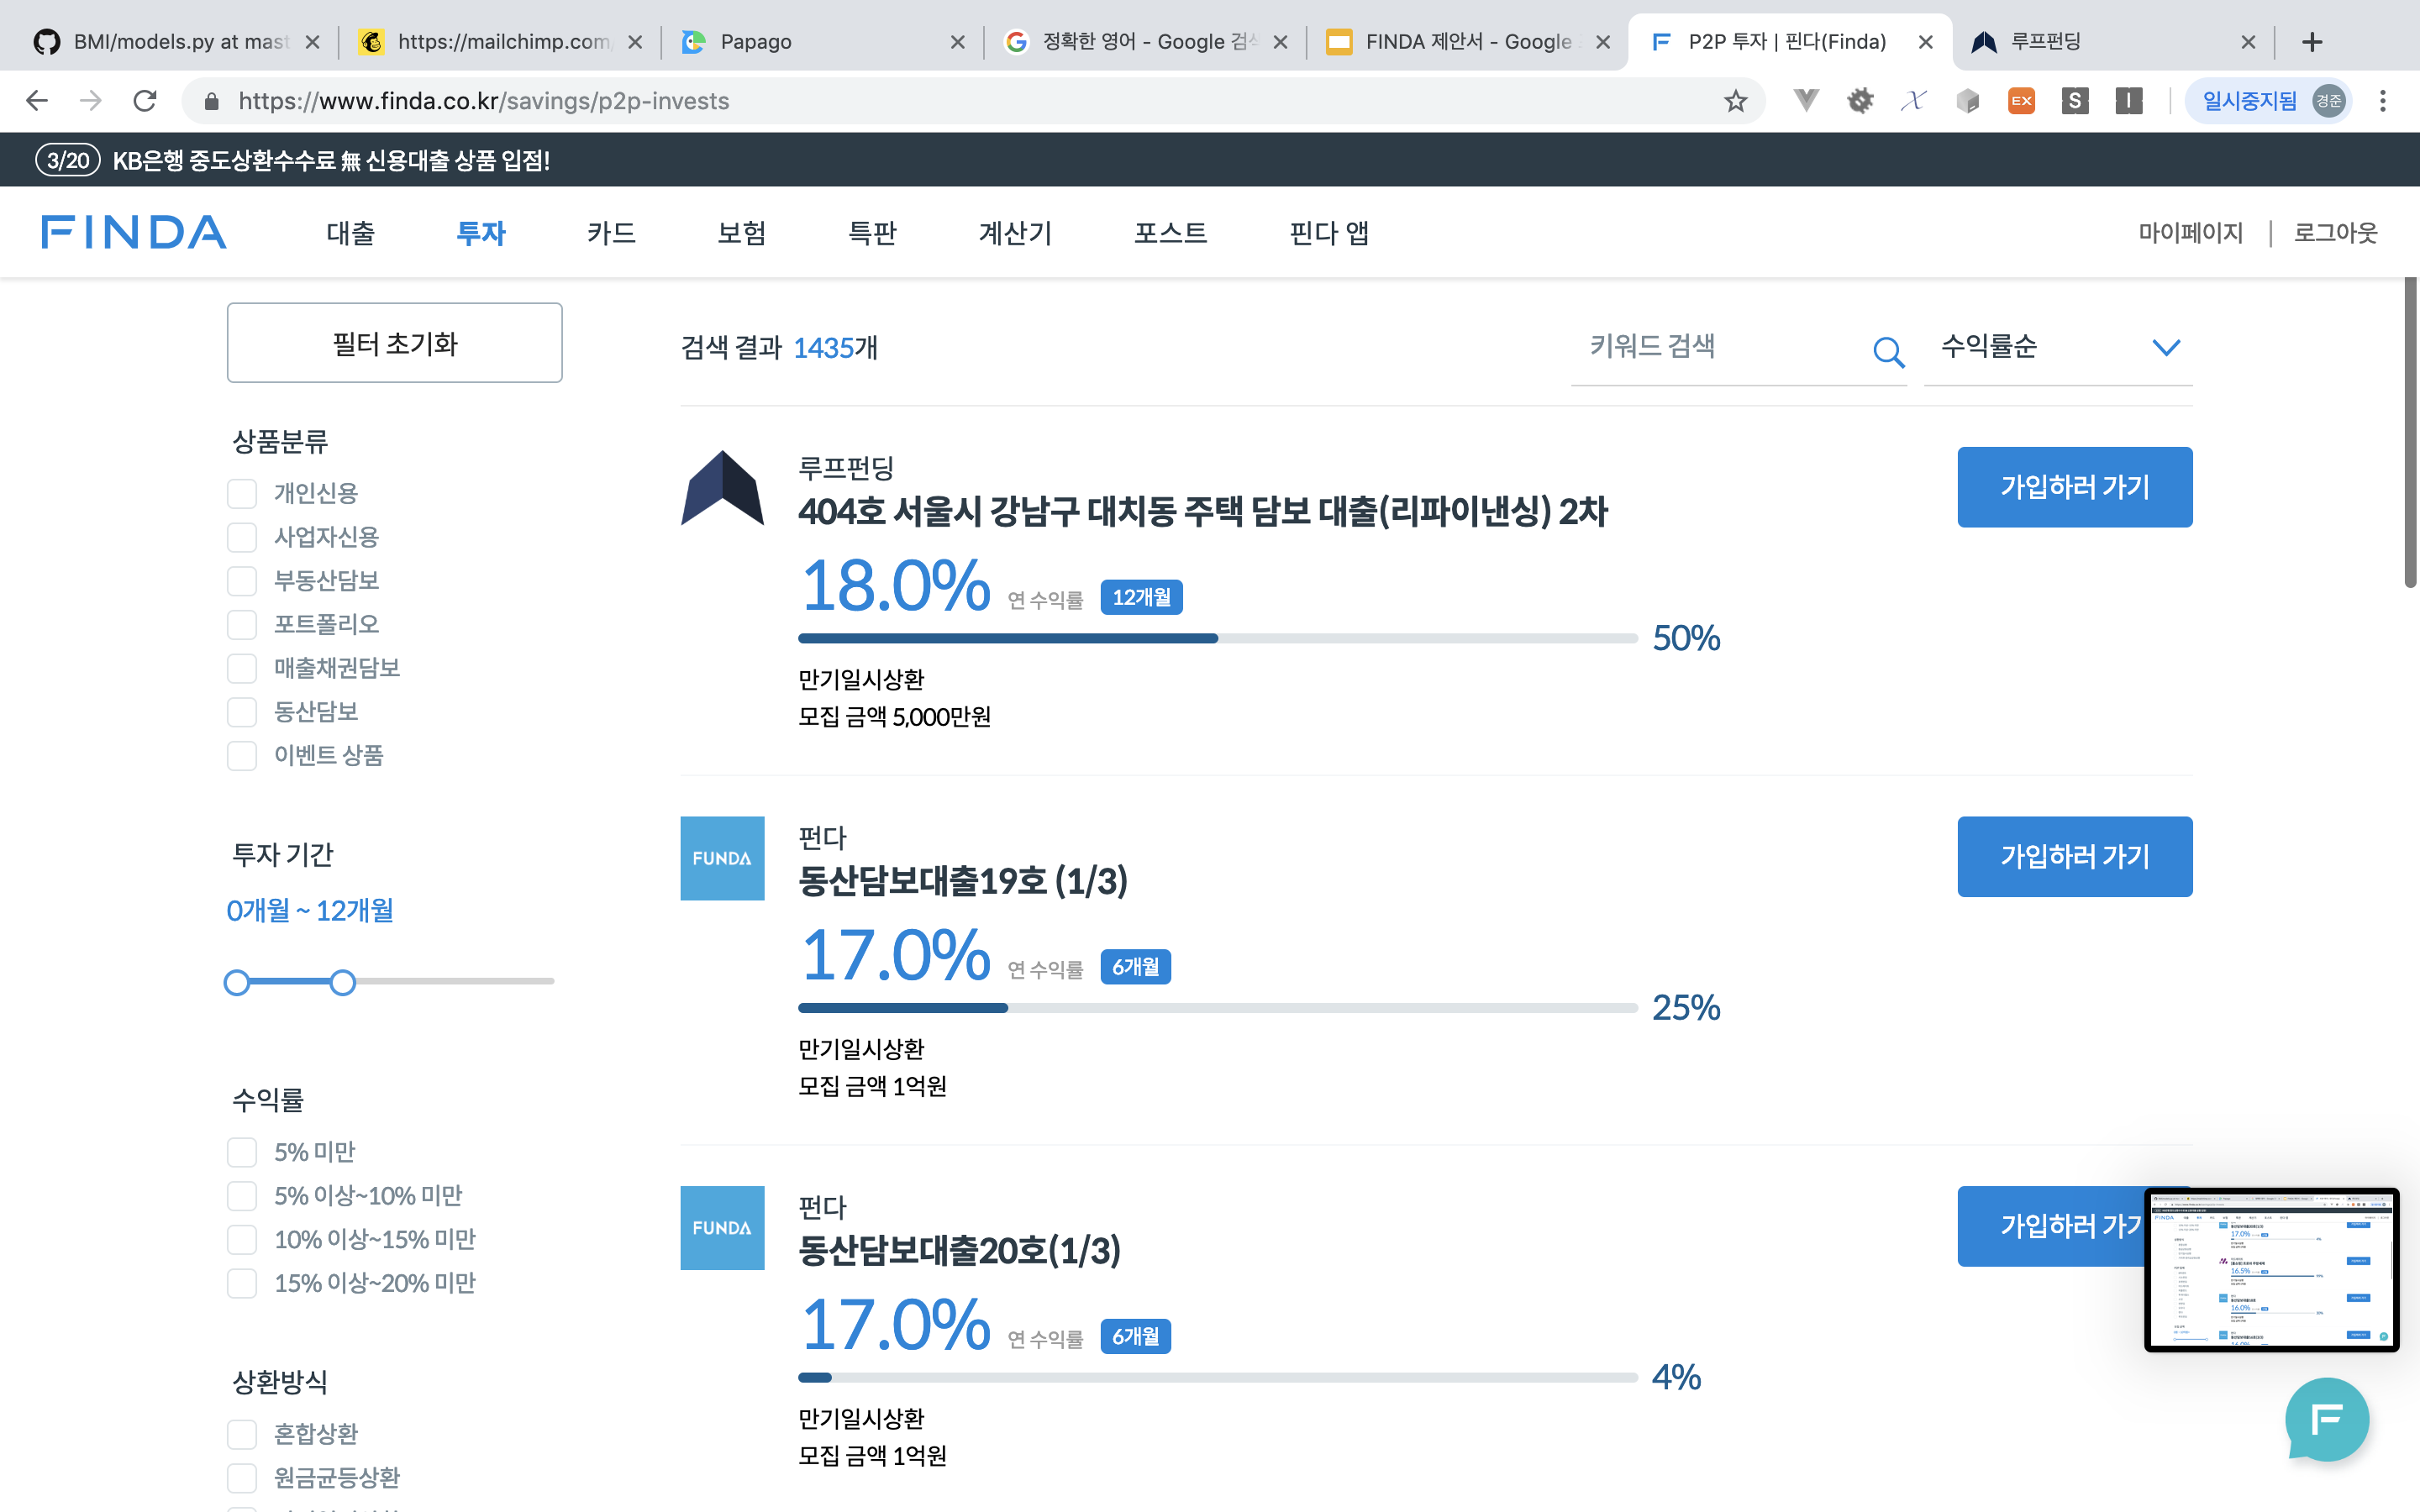 BMI/models.py at mast
https://mailchimp.com
Papago
정확한 영어 - Google 검색
FINDA 제안서 - Google
P2P 투자 | 핀다(Finda)
루프펀딩
https://www.finda.co.kr/savings/p2p-invests
EX
S
I
일시중지됨
경준
3/20 KB은행 중도상환수수료 無 신용대출 상품 입점!
FINDA
대출
투자
카드
보험
특판
계산기
포스트
핀다 앱
마이페이지 | 로그아웃
필터 초기화
상품분류
개인신용
사업자신용
부동산담보
포트폴리오
매출채권담보
동산담보
이벤트 상품
투자 기간
0개월 ~ 12개월
수익률
5% 미만
5% 이상~10% 미만
10% 이상~15% 미만
15% 이상~20% 미만
상환방식
혼합상환
원금균등상환
검색 결과 1435개
키워드 검색
수익률순
루프펀딩
404호 서울시 강남구 대치동 주택 담보 대출(리파이낸싱) 2차
18.0% 연 수익률 12개월
50%
만기일시상환
모집 금액 5,000만원
가입하러 가기
FUNDA
펀다
동산담보대출19호 (1/3)
17.0% 연 수익률 6개월
25%
만기일시상환
모집 금액 1억원
가입하러 가기
FUNDA
펀다
동산담보대출20호(1/3)
17.0% 연 수익률 6개월
4%
만기일시상환
모집 금액 1억원
가입하러 가기
FINDA
17.0%
16.5%
16.0%